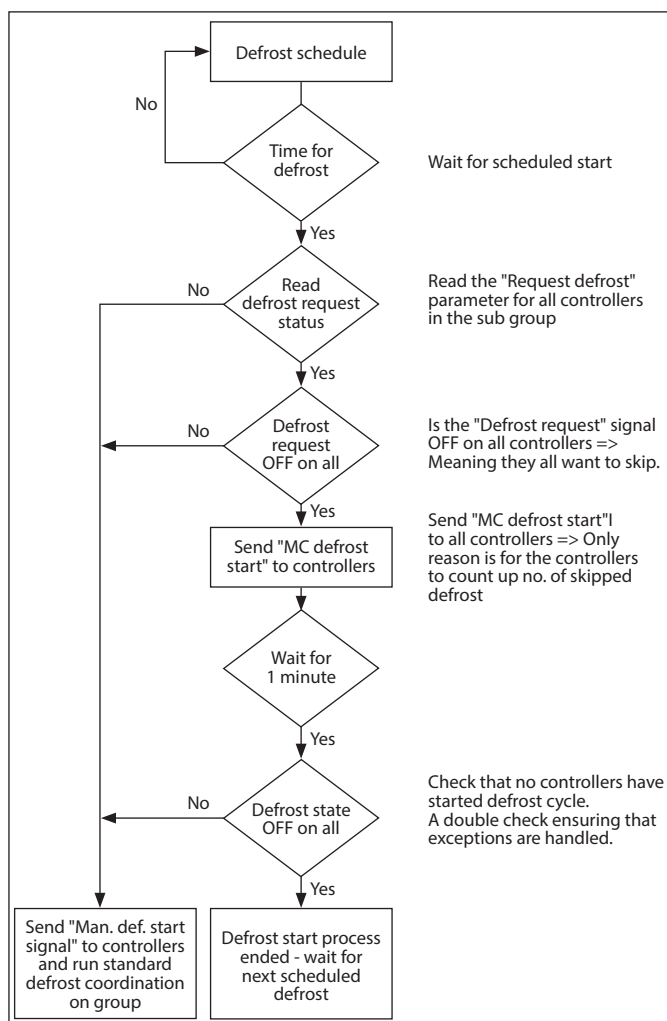 Defrost schedule
No
Time for
defrost
Wait for scheduled start
Yes
No
Read
defrost request
status
Read the "Request defrost"
parameter for all controllers
in the sub group
Yes
No
Defrost
request
OFF on all
Is the "Defrost request" signal
OFF on all controllers =>
Meaning they all want to skip.
Yes
Send "MC defrost
start" to controllers
Send "MC defrost start"I
to all controllers => Only
reason is for the controllers
to count up no. of skipped
defrost
Wait for
1 minute
Yes
No
Defrost state
OFF on all
Check that no controllers have
started defrost cycle.
A double check ensuring that
exceptions are handled.
Yes
Send "Man. def. start
signal" to controllers
and run standard
defrost coordination
on group
Defrost start process
ended - wait for
next scheduled
defrost